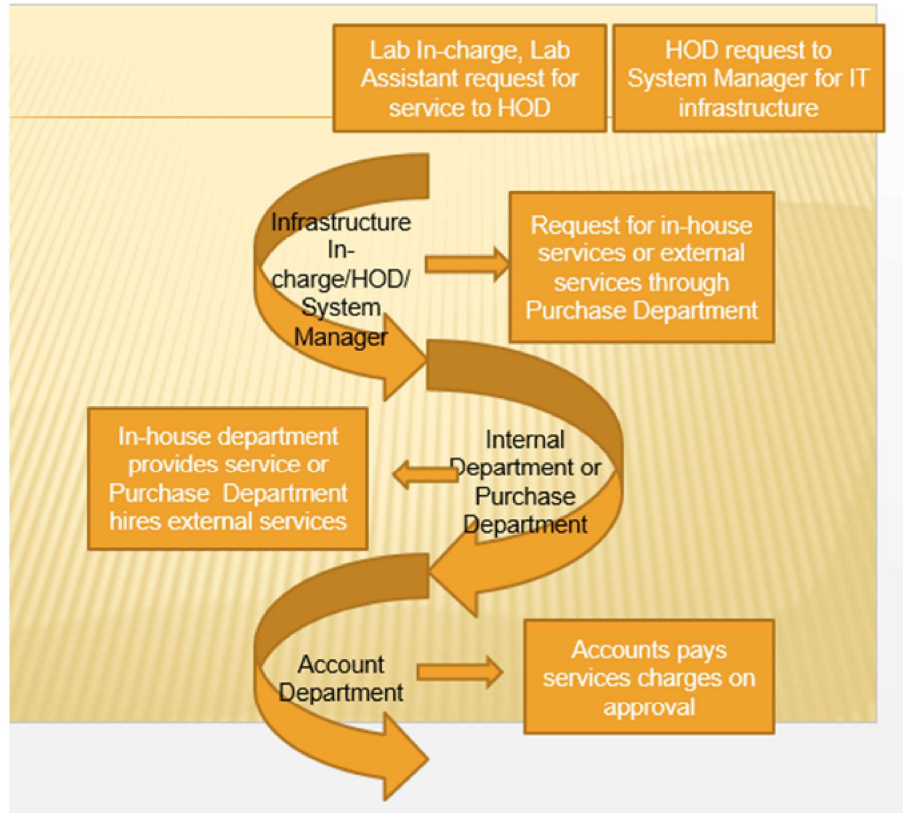 Lab In-charge, Lab
Assistant request for
service to HOD
HOD request to
System Manager for IT
infrastructure
Infrastructure
In-
charge/HOD/
System
Manager
Request for in-house
services or external
services through
Purchase Department
In-house department
provides service or
Purchase Department
hires external services
Internal
Department or
Purchase
Department
Account
Department
Accounts pays
services charges on
approval